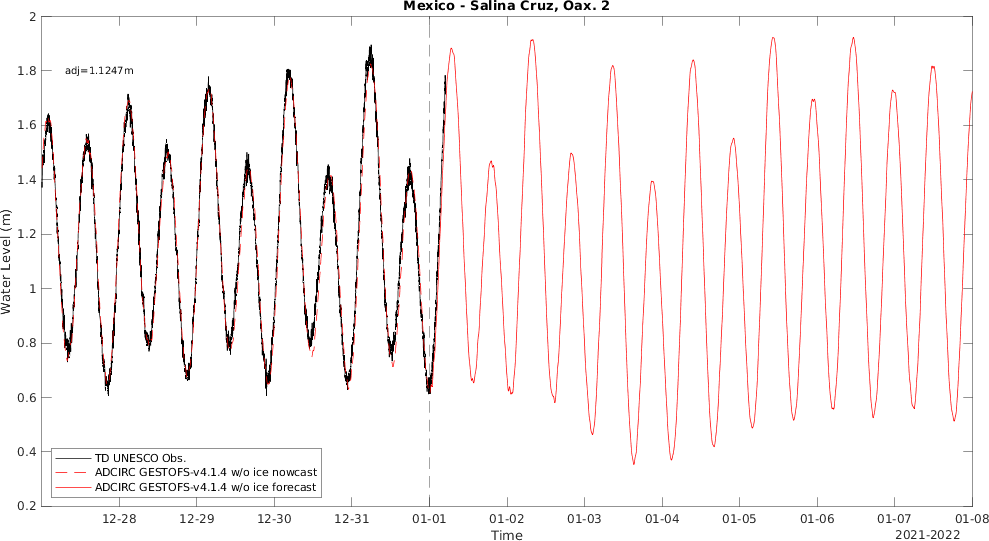 Mexico - Salina Cruz, Oax. 2
2
1.8
1.6
1.4
1.2
1
0.8
0.6
0.4
0.2
Water Level (m)
adj=1.1247m
TD UNESCO Obs.
ADCIRC GESTOFS-v4.1.4 w/o ice nowcast
ADCIRC GESTOFS-v4.1.4 w/o ice forecast
12-28 12-29 12-30 12-31 01-01 01-02 01-03 01-04 01-05 01-06 01-07 01-08
Time
2021-2022